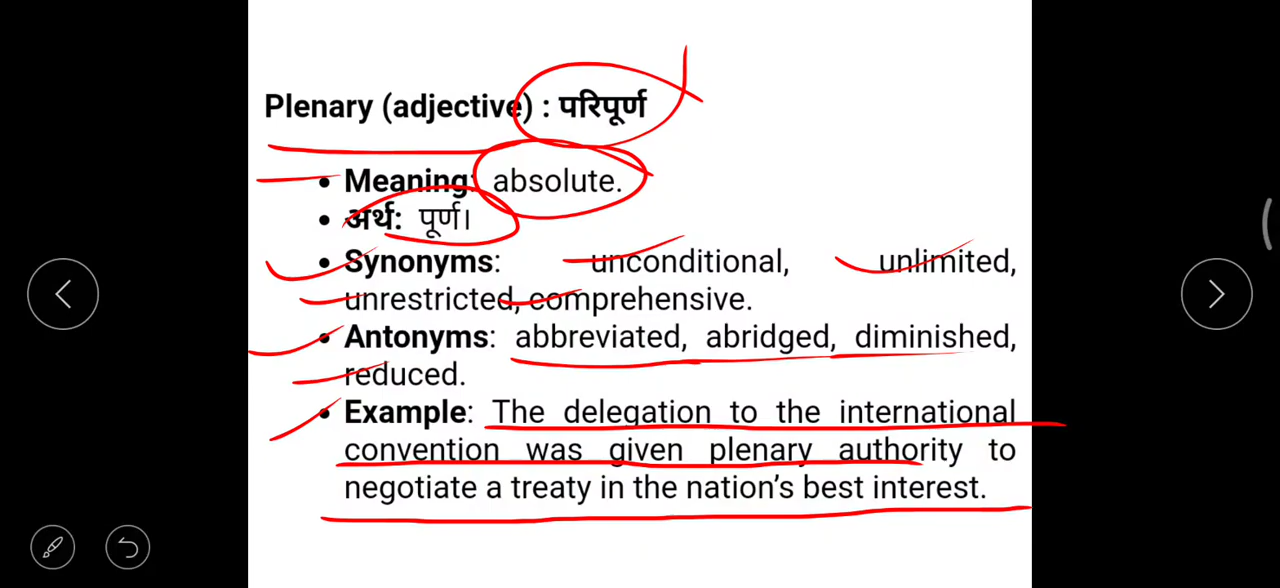 Plenary (adjective) : परिपूर्ण
• Meaning: absolute.
• अर्थ: पूर्ण।
• Synonyms: unconditional, unlimited,
unrestricted, comprehensive.
• Antonyms: abbreviated, abridged, diminished,
reduced.
• Example: The delegation to the international
convention was given plenary authority to
negotiate a treaty in the nation’s best interest.